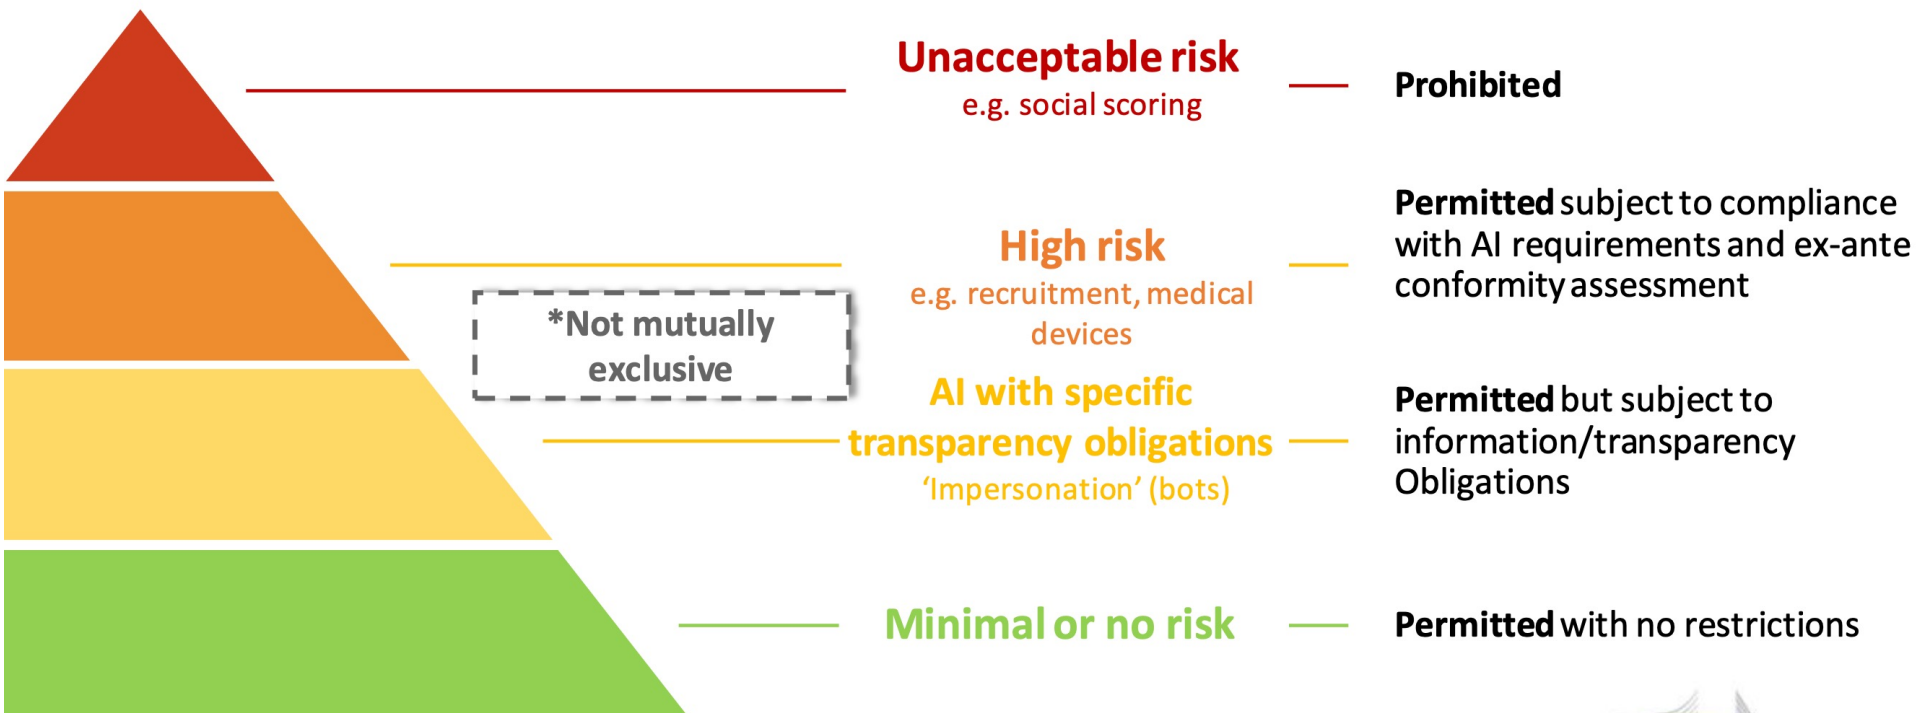 Unacceptable risk
e.g. social scoring
Prohibited
High risk
e.g. recruitment, medical
devices
Permitted subject to compliance
with AI requirements and ex-ante
conformity assessment
*Not mutually
exclusive
AI with specific
transparency obligations
‘Impersonation’ (bots)
Permitted but subject to
information/transparency
Obligations
Minimal or no risk
Permitted with no restrictions